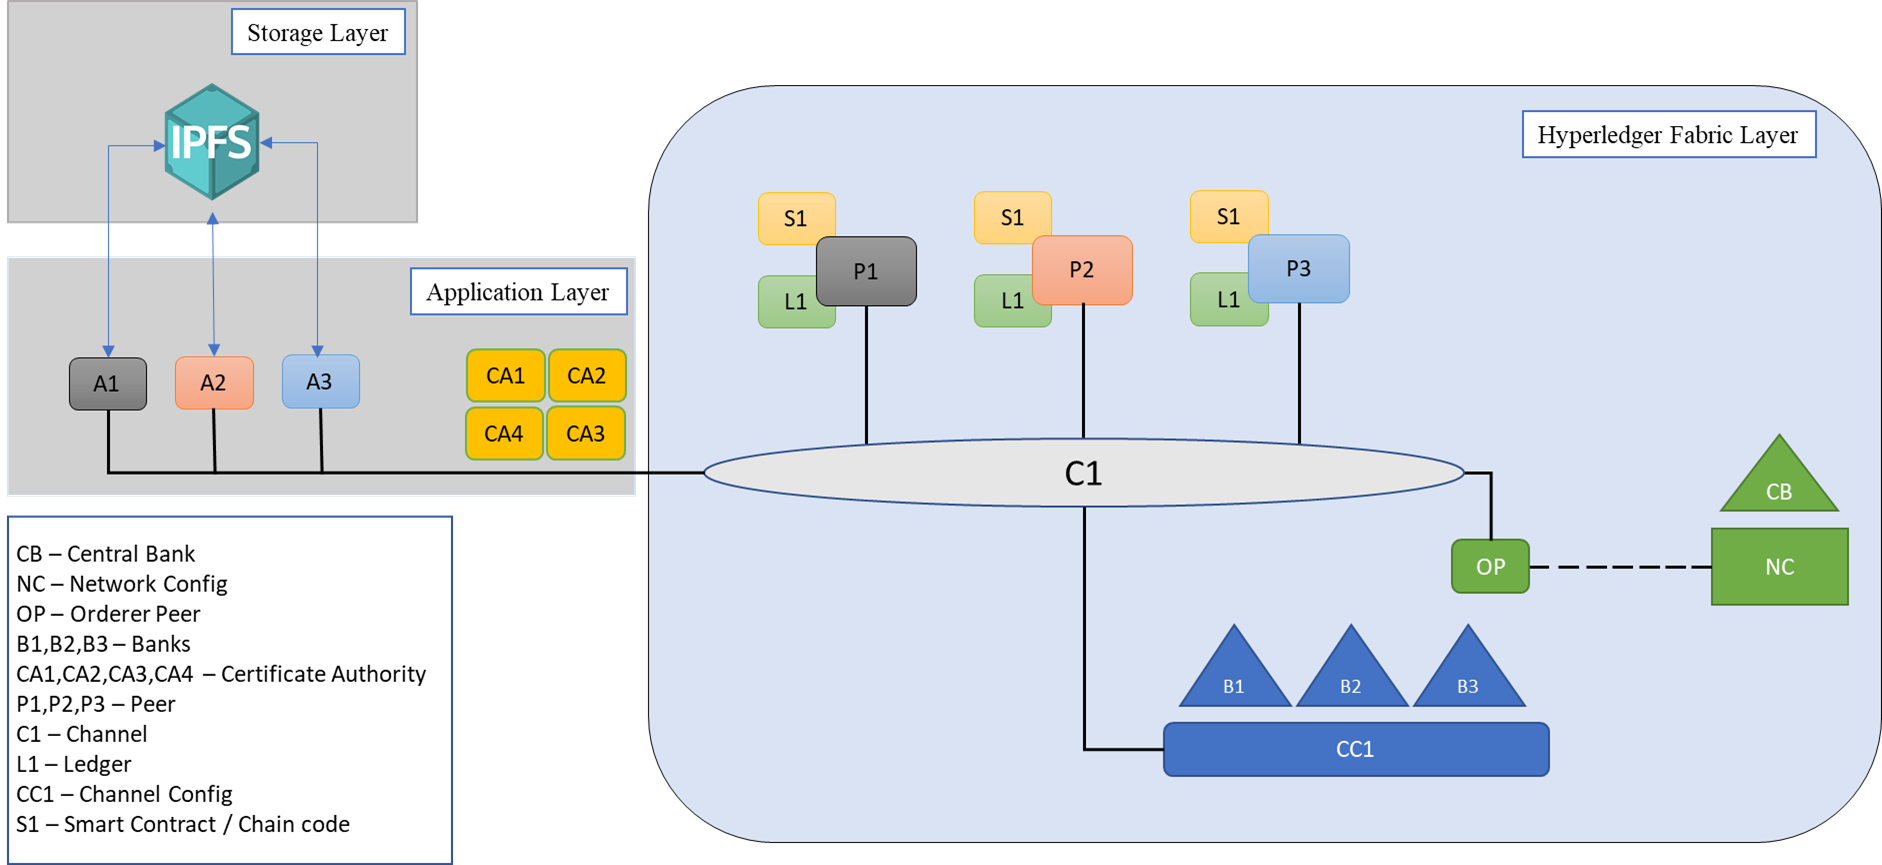 Storage Layer
IPFS
Hyperledger Fabric Layer
S1
S1
S1
P1
P2
P3
L1
L1
L1
Application Layer
A1
A2
A3
CA1
CA2
CA4
CA3
C1
CB
OP
NC
B1
B2
B3
CC1
CB – Central Bank
NC – Network Config
OP – Orderer Peer
B1,B2,B3 – Banks
CA1,CA2,CA3,CA4 – Certificate Authority
P1,P2,P3 – Peer
C1 – Channel
L1 – Ledger
CC1 – Channel Config
S1 – Smart Contract / Chain code